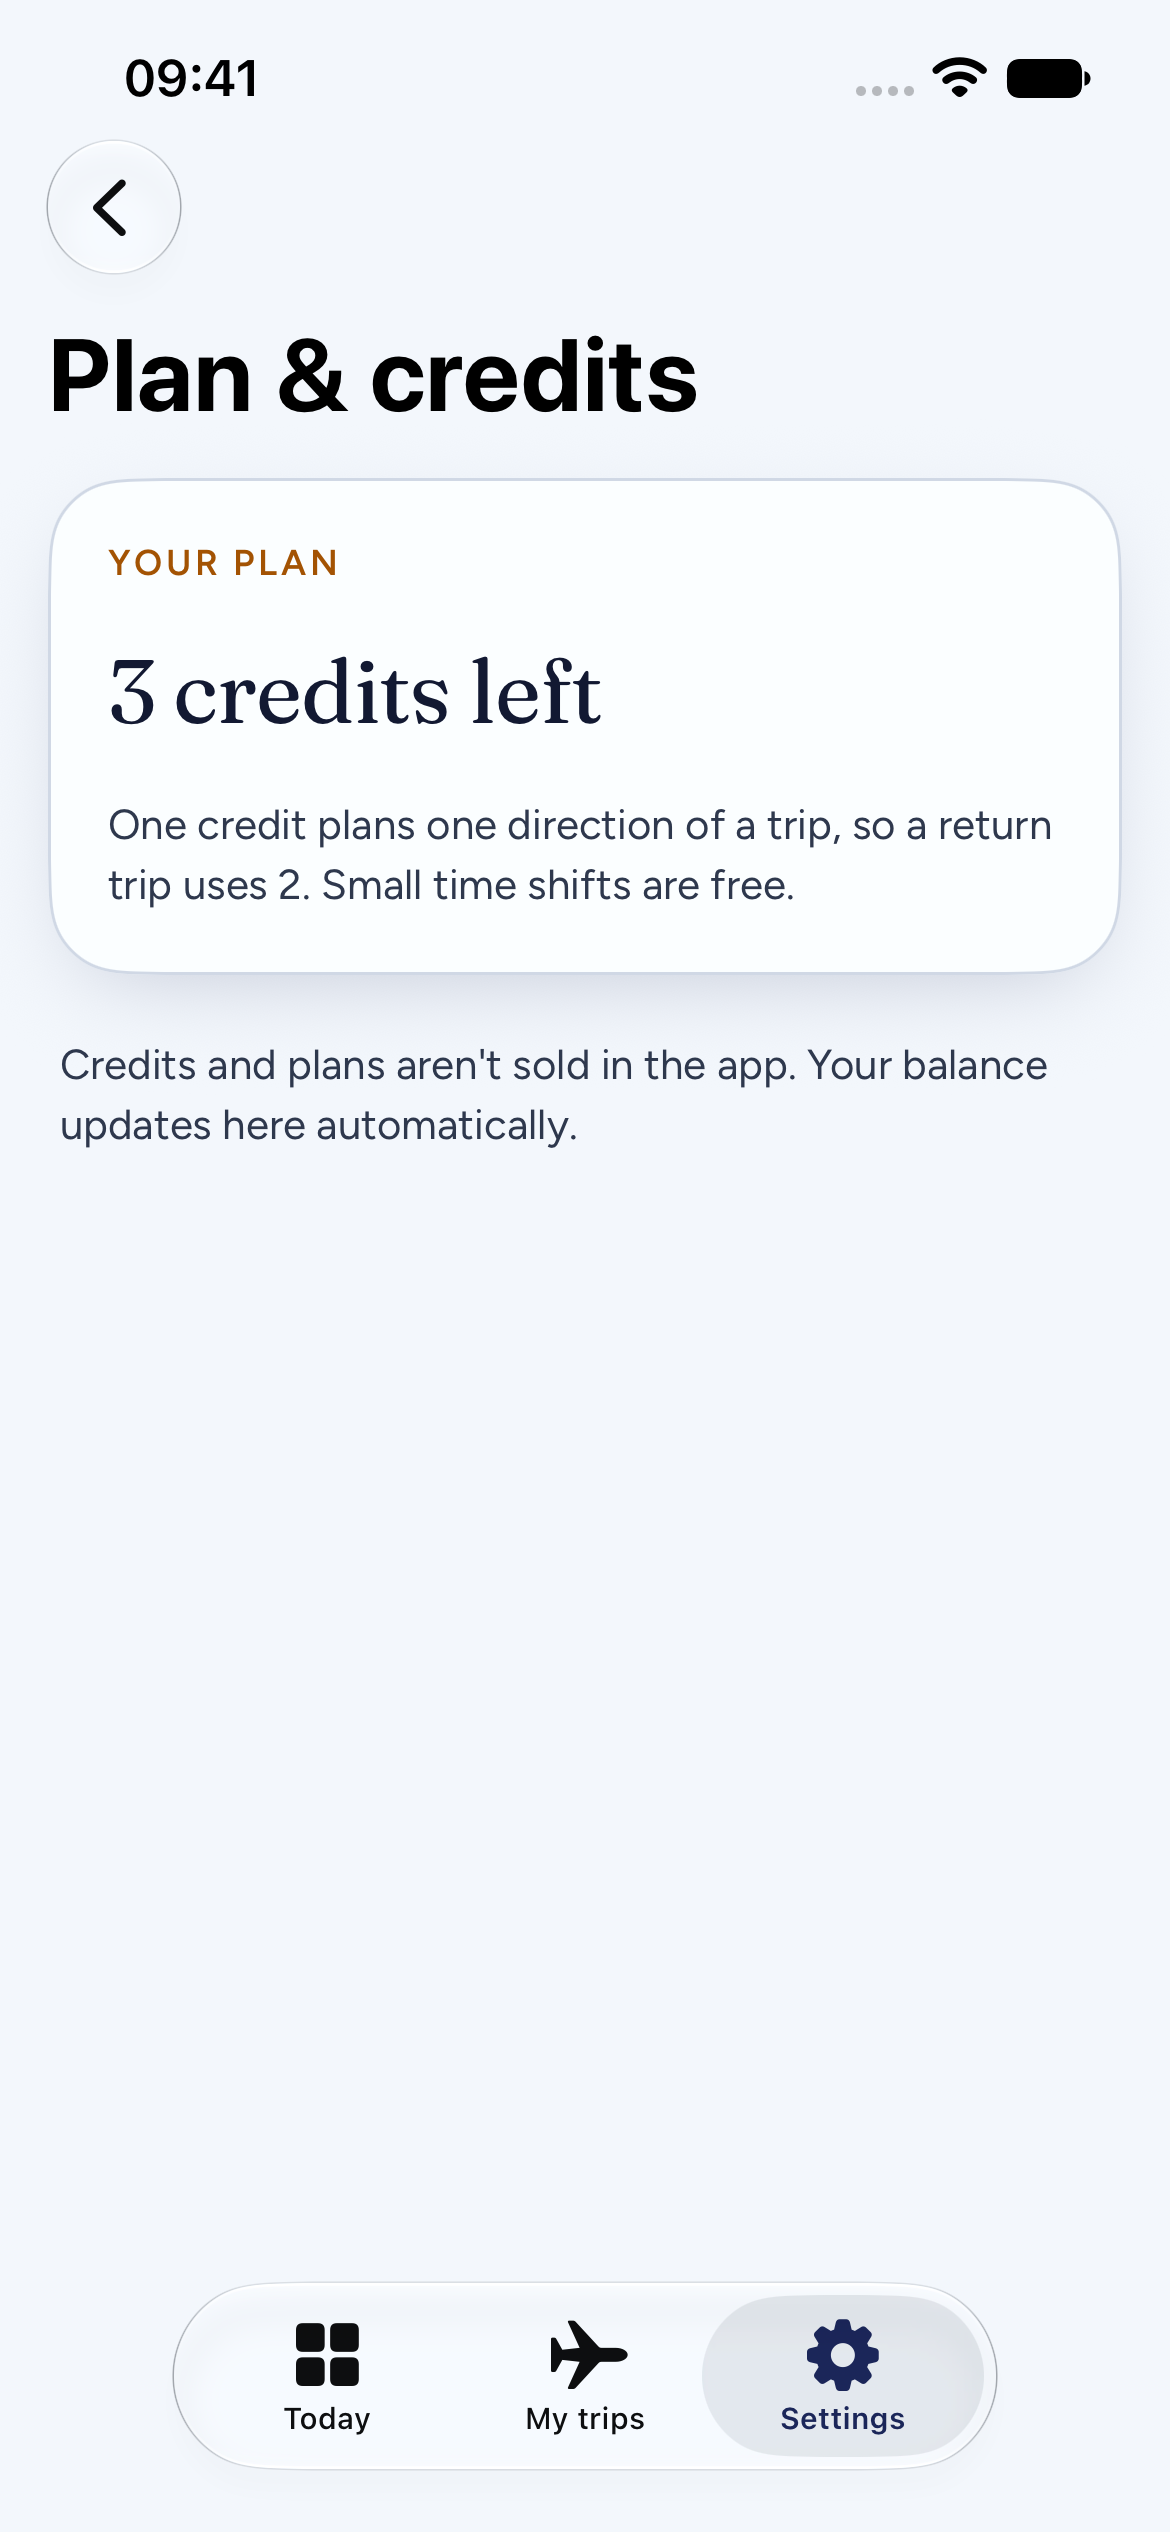 09:41
Plan & credits
YOUR PLAN
3 credits left
One credit plans one direction of a trip, so a return
trip uses 2. Small time shifts are free.
Credits and plans aren't sold in the app. Your balance
updates here automatically.
Today
My trips
Settings